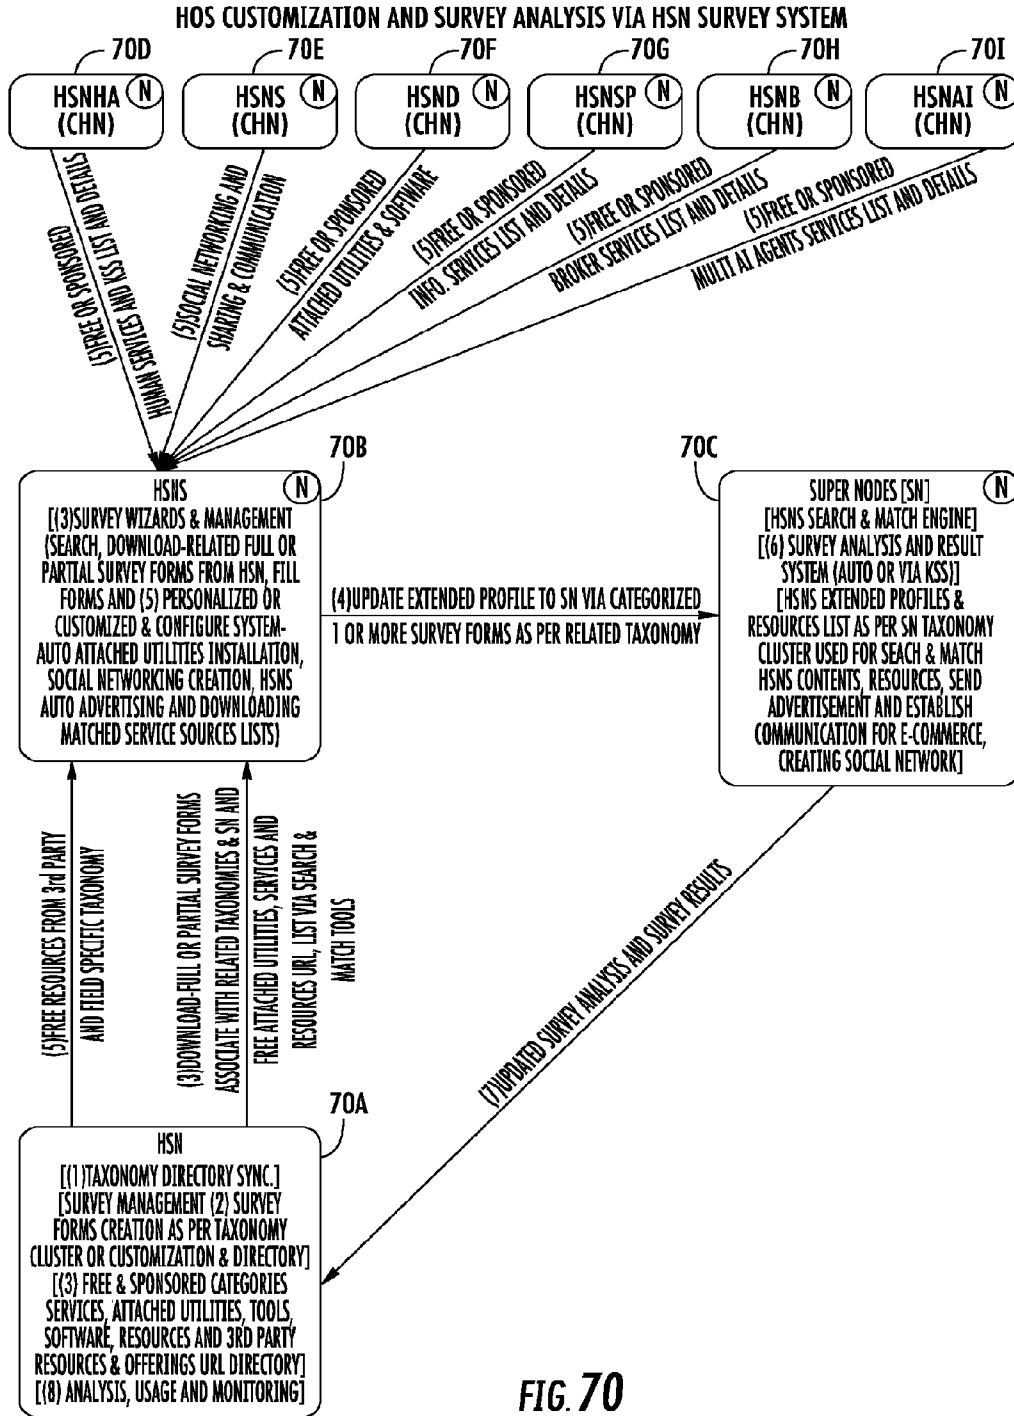 HOS CUSTOMIZATION AND SURVEY ANALYSIS VIA HSN SURVEY SYSTEM
70D
70E
70F
70G
70H
70I
HSNHA
(CHN)
N
HSNS
(CHN)
N
HSND
(CHN)
N
HSNSP
(CHN)
N
HSNB
(CHN)
N
HSNAI
(CHN)
N
(5)FREE OR SPONSORED
HUMAN SERVICES AND KSS LIST AND DETAILS
(5)SOCIAL NETWORKING AND
SHARING & COMMUNICATION
(5)FREE OR SPONSORED
ATTACHED UTILITIES & SOFTWARE
(5)FREE OR SPONSORED
INFO. SERVICES LIST AND DETAILS
(5)FREE OR SPONSORED
BROKER SERVICES LIST AND DETAILS
(5)FREE OR SPONSORED
MULTI AI AGENTS SERVICES LIST AND DETAILS
70B
HSNS
N
[(3)SURVEY WIZARDS & MANAGEMENT
(SEARCH, DOWNLOAD-RELATED FULL OR
PARTIAL SURVEY FORMS FROM HSN, FILL
FORMS AND (5) PERSONALIZED OR
CUSTOMIZED & CONFIGURE SYSTEM-
AUTO ATTACHED UTILITIES INSTALLATION,
SOCIAL NETWORKING CREATION, HSNS
AUTO ADVERTISING AND DOWNLOADING
MATCHED SERVICE SOURCES LISTS)
(4)UPDATE EXTENDED PROFILE TO SN VIA CATEGORIZED
1 OR MORE SURVEY FORMS AS PER RELATED TAXONOMY
70C
SUPER NODES [SN]
N
[HSNS SEARCH & MATCH ENGINE]
[(6) SURVEY ANALYSIS AND RESULT
SYSTEM (AUTO OR VIA KSS)]
[HSNS EXTENDED PROFILES &
RESOURCES LIST AS PER SN TAXONOMY
CLUSTER USED FOR SEACH & MATCH
HSNS CONTENTS, RESOURCES, SEND
ADVERTISEMENT AND ESTABLISH
COMMUNICATION FOR E-COMMERCE,
CREATING SOCIAL NETWORK]
(5)FREE RESOURCES FROM 3rd PARTY
AND FIELD SPECIFIC TAXONOMY
(3)DOWNLOAD-FULL OR PARTIAL SURVEY FORMS
ASSOCIATE WITH RELATED TAXONOMIES & SN AND
FREE ATTACHED UTILITIES, SERVICES AND
RESOURCES URL, LIST VIA SEARCH &
MATCH TOOLS
(7)UPDATED SURVEY ANALYSIS AND SURVEY RESULTS
70A
HSN
[(1)TAXONOMY DIRECTORY SYNC.]
[SURVEY MANAGEMENT (2) SURVEY
FORMS CREATION AS PER TAXONOMY
CLUSTER OR CUSTOMIZATION & DIRECTORY]
[(3) FREE & SPONSORED CATEGORIES
SERVICES, ATTACHED UTILITIES, TOOLS,
SOFTWARE, RESOURCES AND 3RD PARTY
RESOURCES & OFFERINGS URL DIRECTORY]
[(8) ANALYSIS, USAGE AND MONITORING]
FIG. 70